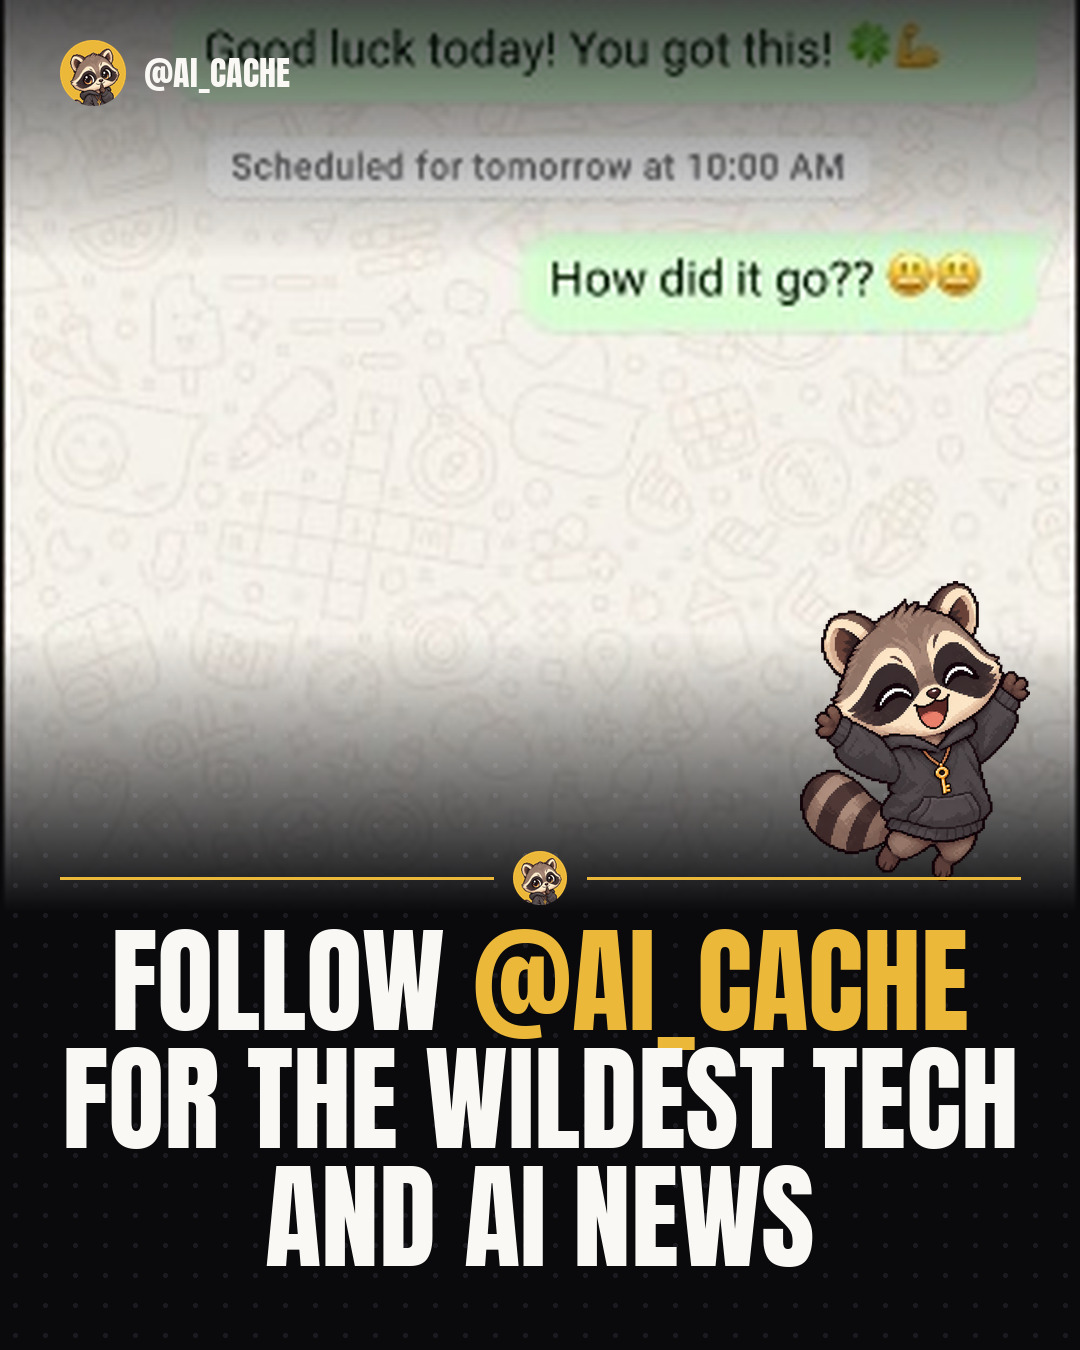 Good luck today! You got this! 🍀💪
@AI_CACHE
Scheduled for tomorrow at 10:00 AM
How did it go?? 😃😃
FOLLOW @AI_CACHE
FOR THE WILDEST TECH
AND AI NEWS